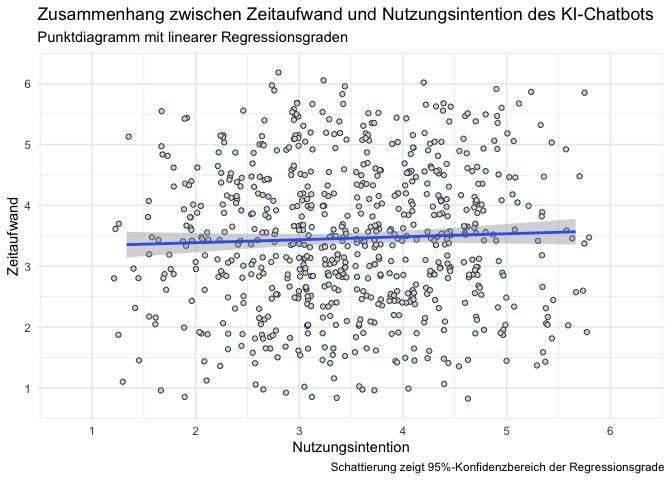 Zusammenhang zwischen Zeitaufwand und Nutzungsintention des KI-Chatbots
Punktdiagramm mit linearer Regressionsgraden
Zeitaufwand
6
5
4
3
2
1
1 2 3 4 5 6
Nutzungsintention
Schattierung zeigt 95%-Konfidenzbereich der Regressionsgrade